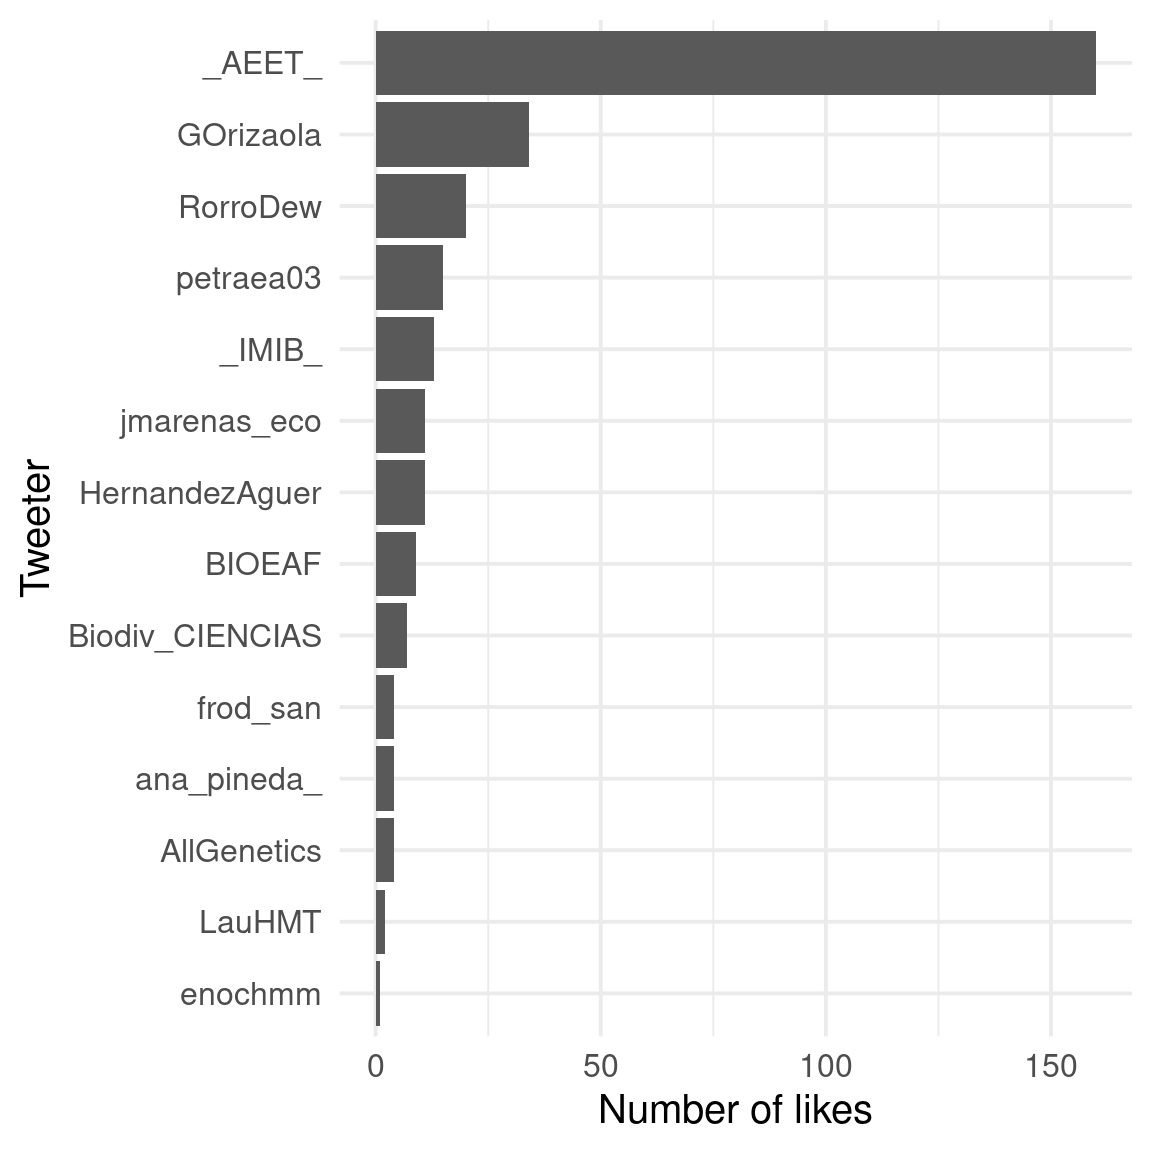 _AEET_
GOrizaola
RorroDew
petraea03
_IMIB_
jmarenas_eco
HernandezAguer
BIOEAF
Biodiv_CIENCIAS
frod_san
ana_pineda_
AllGenetics
LauHMT
enochmm
Tweeter
0 50 100 150
Number of likes